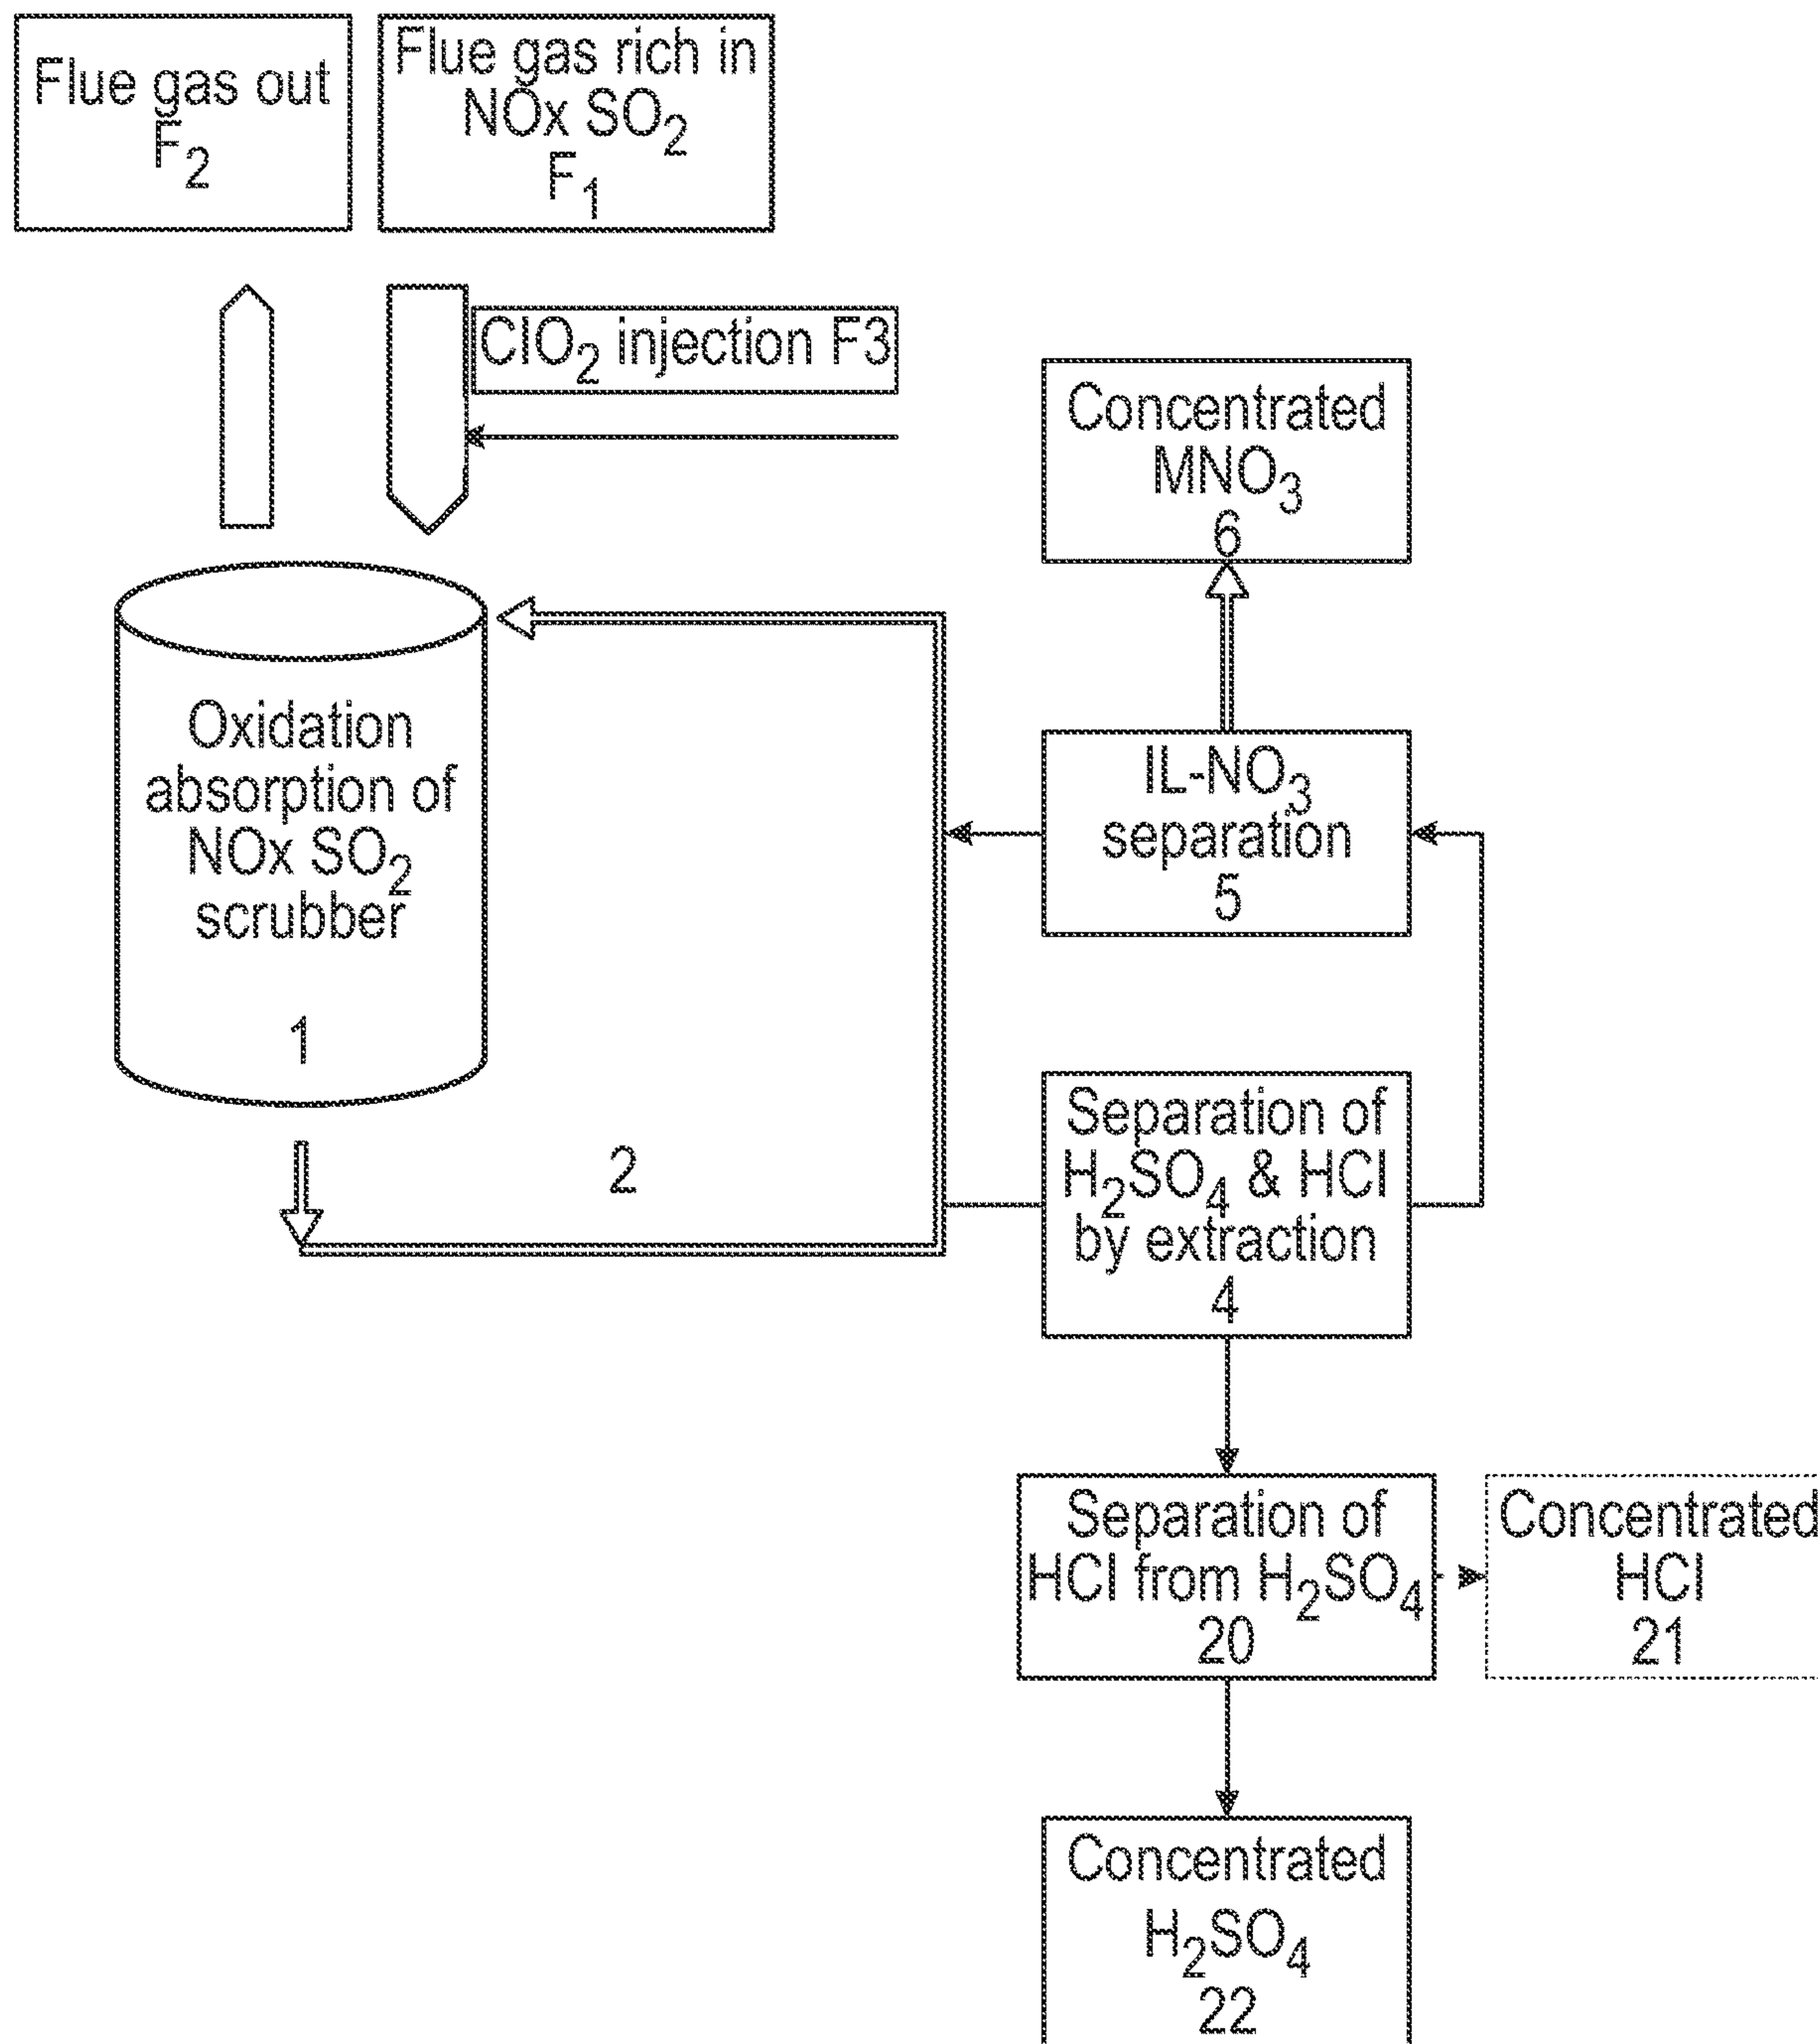 Flue gas out
F₂
Flue gas rich in
NOx SO₂
F₁
ClO₂ injection F3
Concentrated
MNO₃
6
Oxidation
absorption of
NOx SO₂
scrubber
1
IL-NO₃
separation
5
2
Separation of
H₂SO₄ & HCl
by extraction
4
Separation of
HCl from H₂SO₄
20
Concentrated
HCl
21
Concentrated
H₂SO₄
22